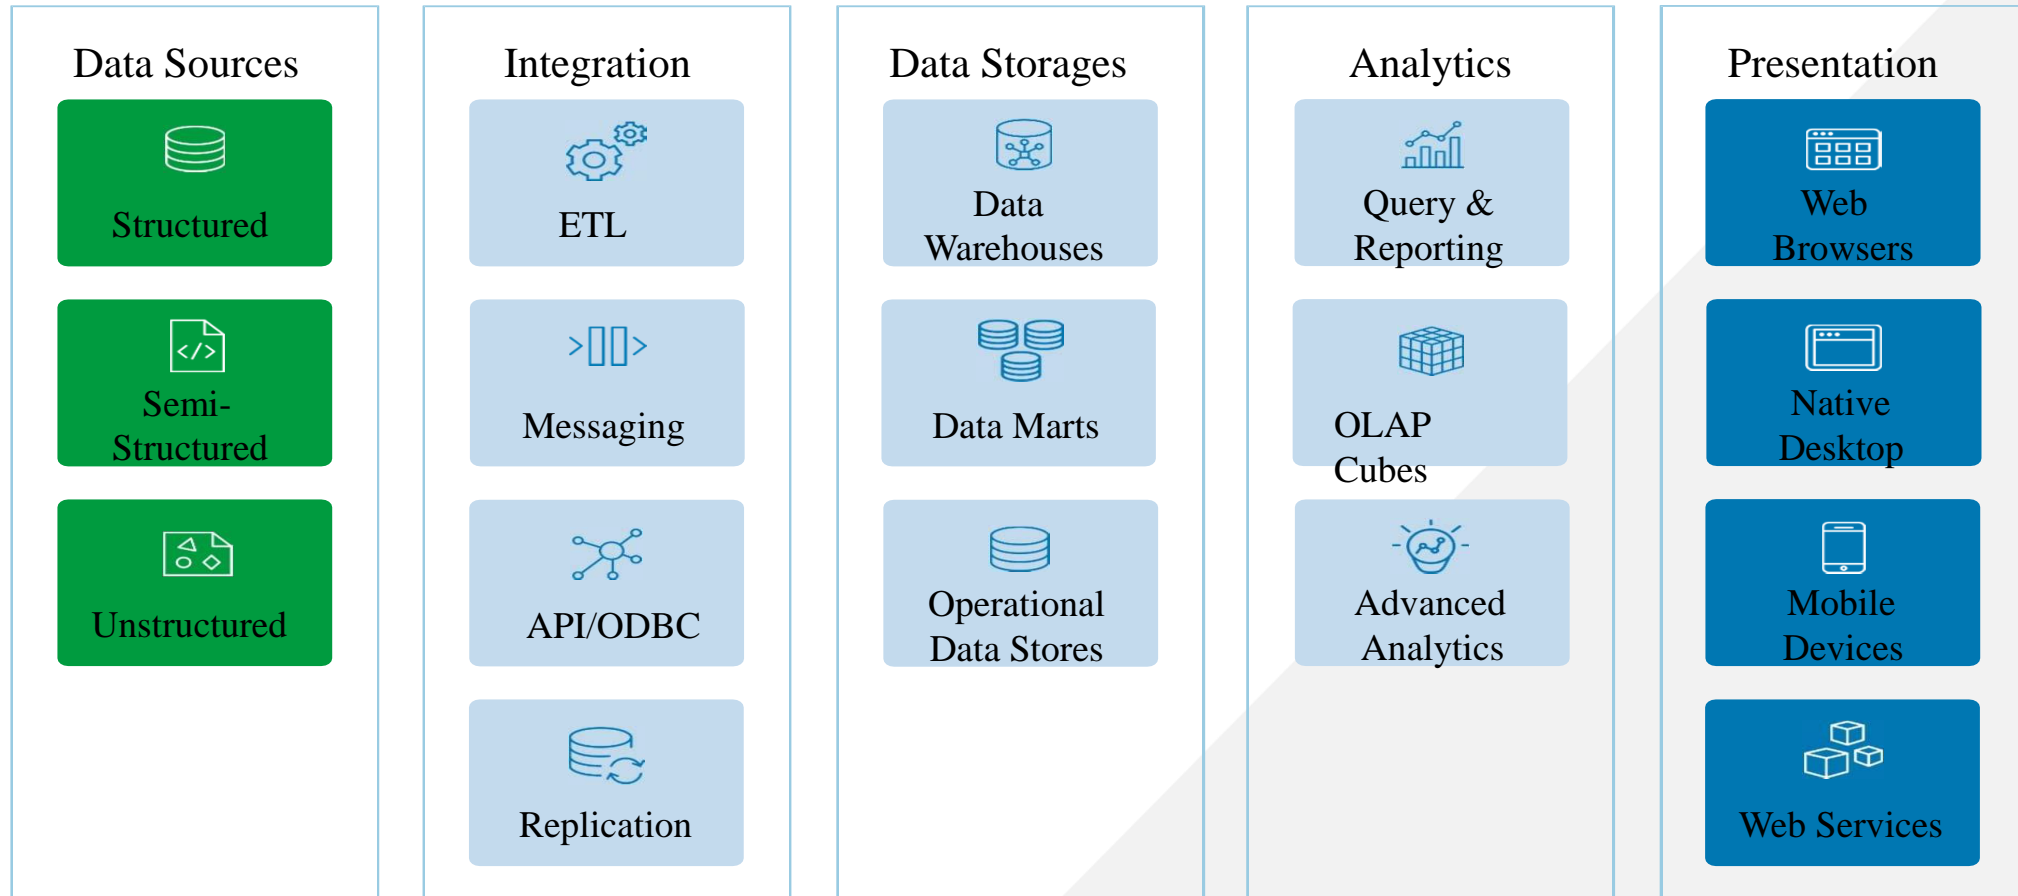 Data Sources
Structured
Semi-
Structured
Unstructured
Integration
ETL
Messaging
API/ODBC
Replication
Data Storages
Data
Warehouses
Data Marts
Operational
Data Stores
Analytics
Query &
Reporting
OLAP
Cubes
Advanced
Analytics
Presentation
Web
Browsers
Native
Desktop
Mobile
Devices
Web Services